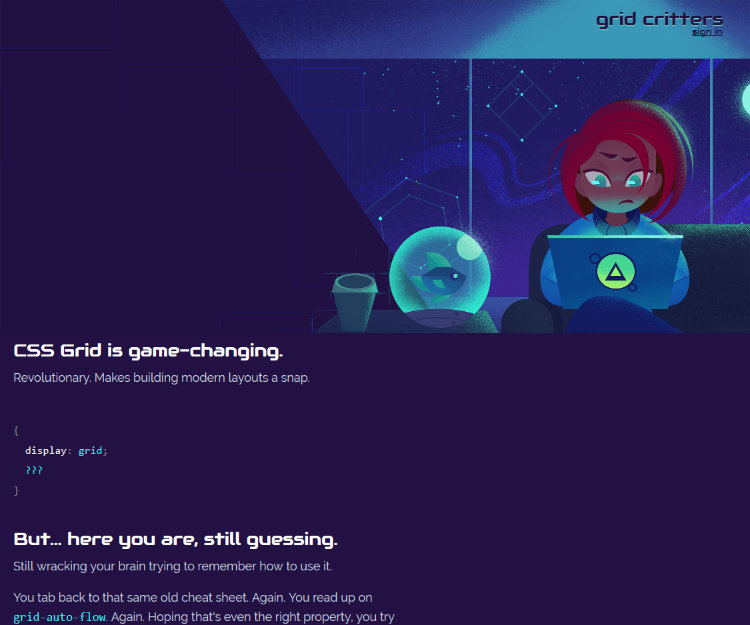 grid critters
sign in
CSS Grid is game-changing.
Revolutionary. Makes building modern layouts a snap.
{
display: grid;
???
}
But... here you are, still guessing.
Still wracking your brain trying to remember how to use it.
You tab back to that same old cheat sheet. Again. You read up on
grid-auto-flow. Again. Hoping that's even the right property, you try